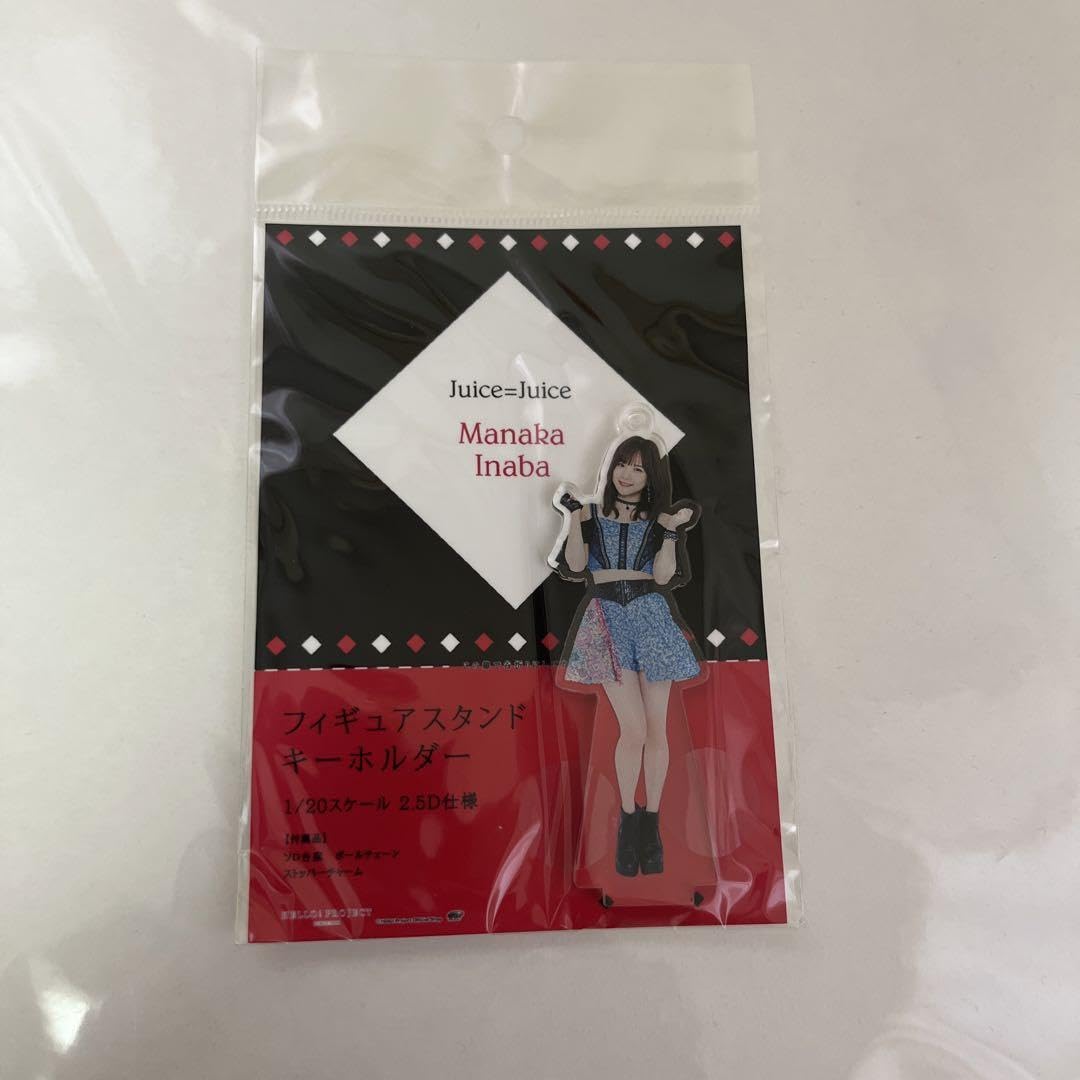 Juice=Juice
Manaka
Inaba
フィギュアスタンド
キーホルダー
1/20スケール 2.5D仕様
【付属品】
ソロ台座 ボールチェーン
ストッパーチャーム
HELLO! PROJECT